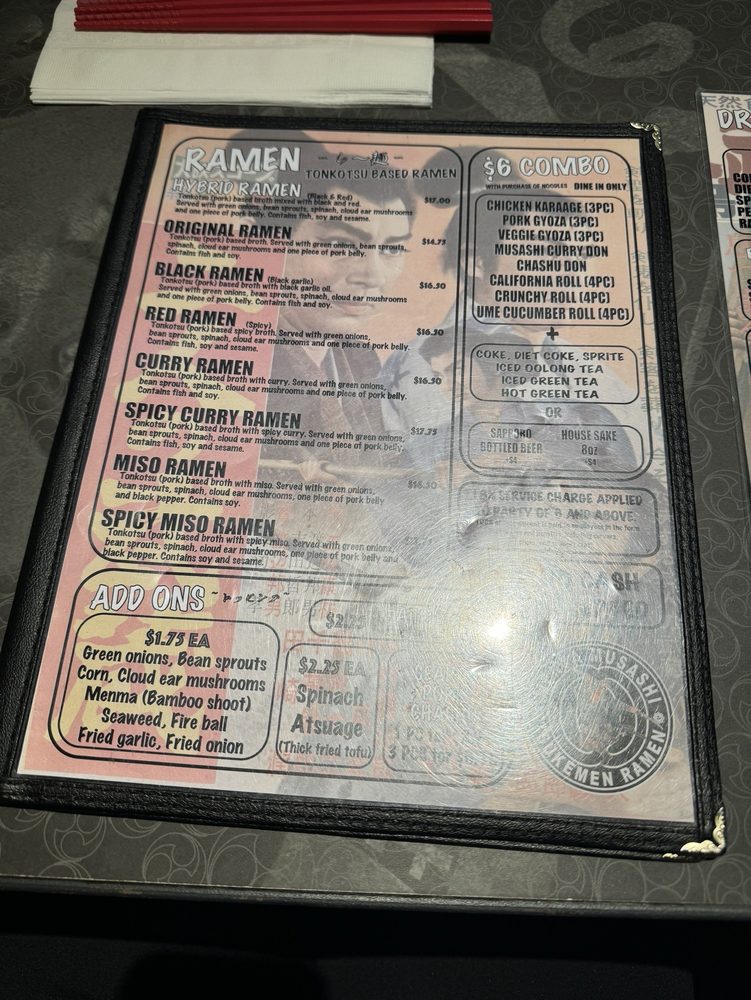 RAMEN
TONKOTSU BASED RAMEN
HYBRID RAMEN (Black & Red) $17.00
Tonkotsu (pork) based broth mixed with black and red.
Served with green onions, bean sprouts, spinach, cloud ear mushrooms
and one piece of pork belly. Contains fish, soy and sesame.
ORIGINAL RAMEN $14.75
Tonkotsu (pork) based broth. Served with green onions, bean sprouts,
spinach, cloud ear mushrooms and one piece of pork belly.
Contains fish and soy.
BLACK RAMEN (Black garlic) $16.50
Tonkotsu (pork) based broth with black garlic oil.
Served with green onions, bean sprouts, spinach, cloud ear mushrooms
and one piece of pork belly. Contains fish and soy.
RED RAMEN (Spicy) $16.50
Tonkotsu (pork) based spicy broth. Served with green onions,
bean sprouts, spinach, cloud ear mushrooms and one piece of pork belly.
Contains fish, soy and sesame.
CURRY RAMEN $16.50
Tonkotsu (pork) based broth with curry. Served with green onions,
bean sprouts, spinach, cloud ear mushrooms and one piece of pork belly.
Contains fish and soy.
SPICY CURRY RAMEN $17.75
Tonkotsu (pork) based broth with spicy curry. Served with green onions,
bean sprouts, spinach, cloud ear mushrooms and one piece of pork belly.
Contains fish, soy and sesame.
MISO RAMEN $16.50
Tonkotsu (pork) based broth with miso. Served with green onions,
bean sprouts, spinach, cloud ear mushrooms, one piece of pork belly
and black pepper. Contains soy.
SPICY MISO RAMEN
Tonkotsu (pork) based broth with spicy miso. Served with green onions,
bean sprouts, spinach, cloud ear mushrooms, one piece of pork belly and
black pepper. Contains soy and sesame.
$6 COMBO
WITH PURCHASE OF NOODLES DINE IN ONLY
CHICKEN KARAAGE (3PC)
PORK GYOZA (3PC)
VEGGIE GYOZA (3PC)
MUSASHI CURRY DON
CHASHU DON
CALIFORNIA ROLL (4PC)
CRUNCHY ROLL (4PC)
UME CUCUMBER ROLL (4PC)
+
COKE, DIET COKE, SPRITE
ICED OOLONG TEA
ICED GREEN TEA
HOT GREEN TEA
OR
SAPPORO
BOTTLED BEER
+$4
HOUSE SAKE
8oz
+$4
SERVICE CHARGE APPLIED
PARTY OF 6 AND ABOVE.
CASH
ADD ONS ~トッピング~
$1.75 EA
Green onions, Bean sprouts
Corn, Cloud ear mushrooms
Menma (Bamboo shoot)
Seaweed, Fire ball
Fried garlic, Fried onion
$2.25 EA
Spinach
Atsuage
(Thick fried tofu)
3 PCS for
MUSASHI
KEMEN RAMEN